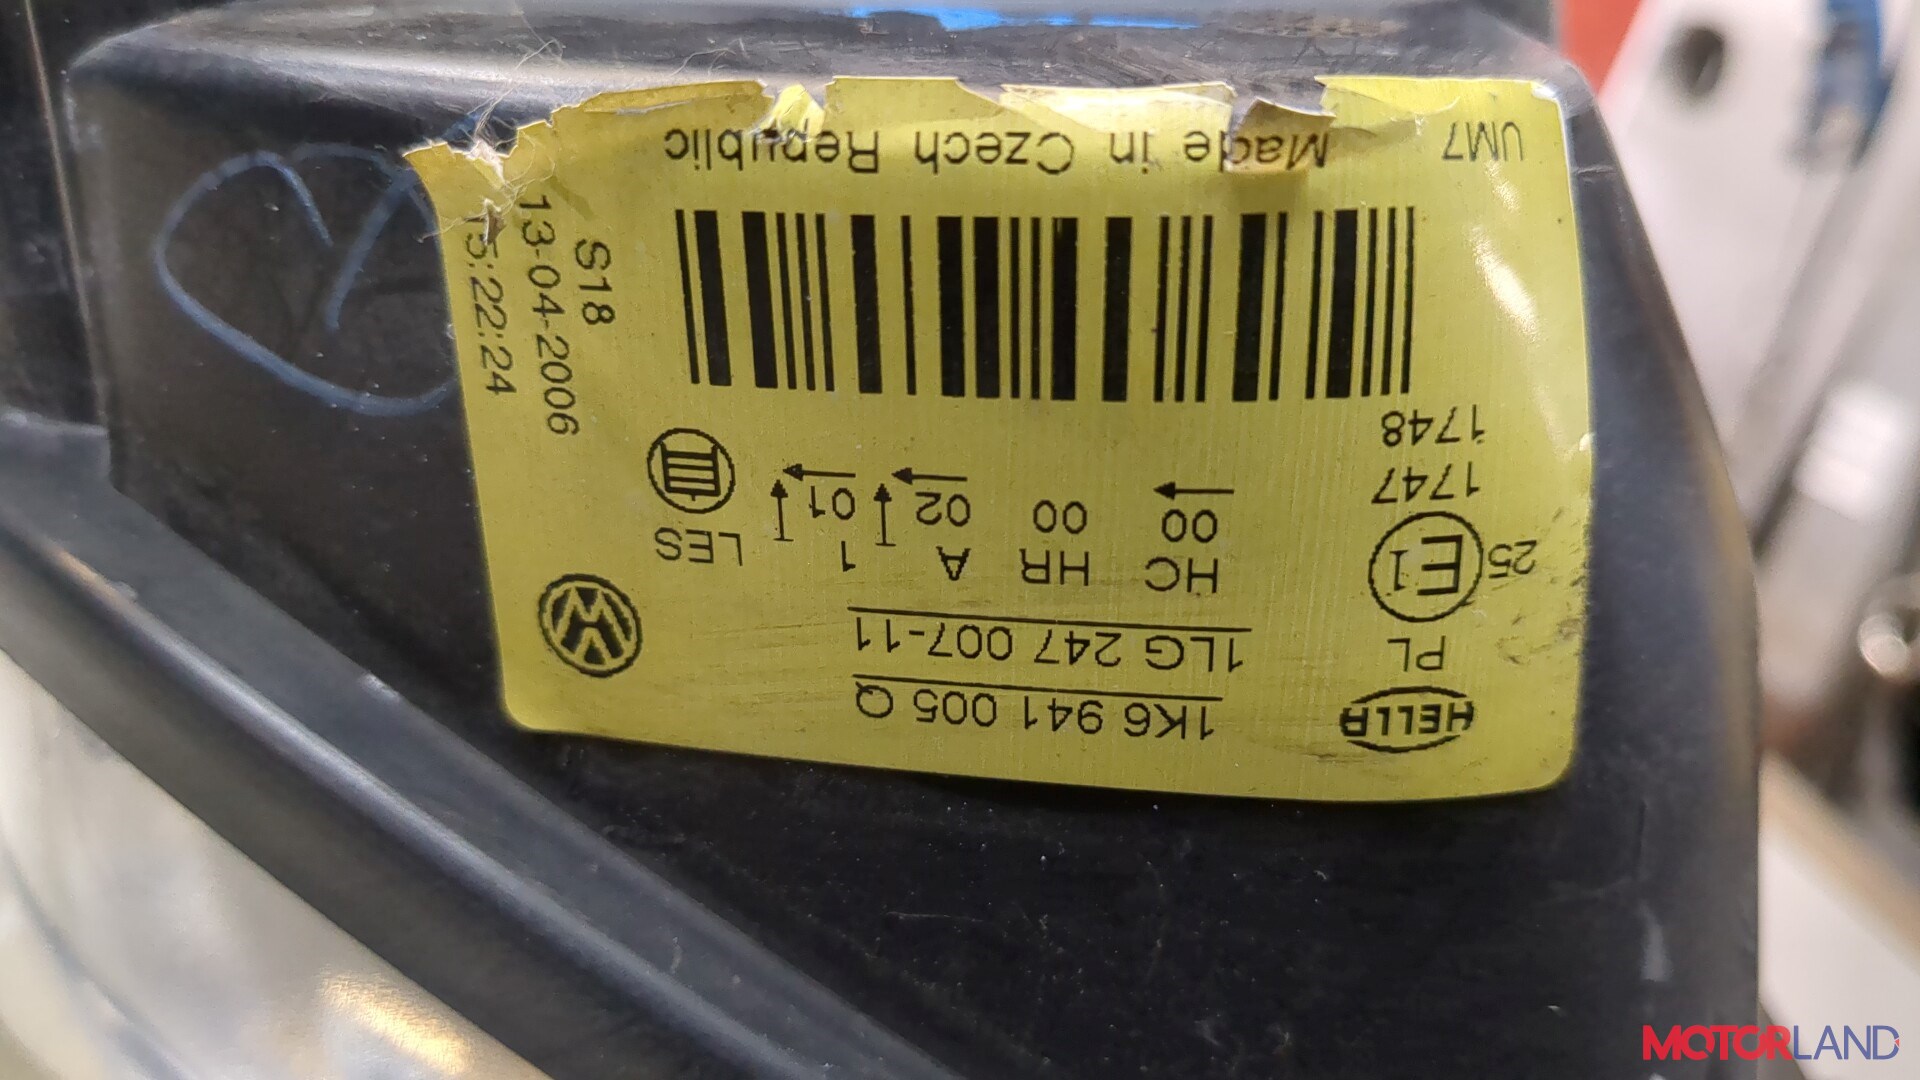 HELLA
1K6 941 005 Q
PL
1LG 247 007-11
25 E1
HC HR A 1
LES
00 00 02 01
1747
1748
UM7
Made in Czech Republic
S18
13-04-2006
15:22:24
MOTORLAND